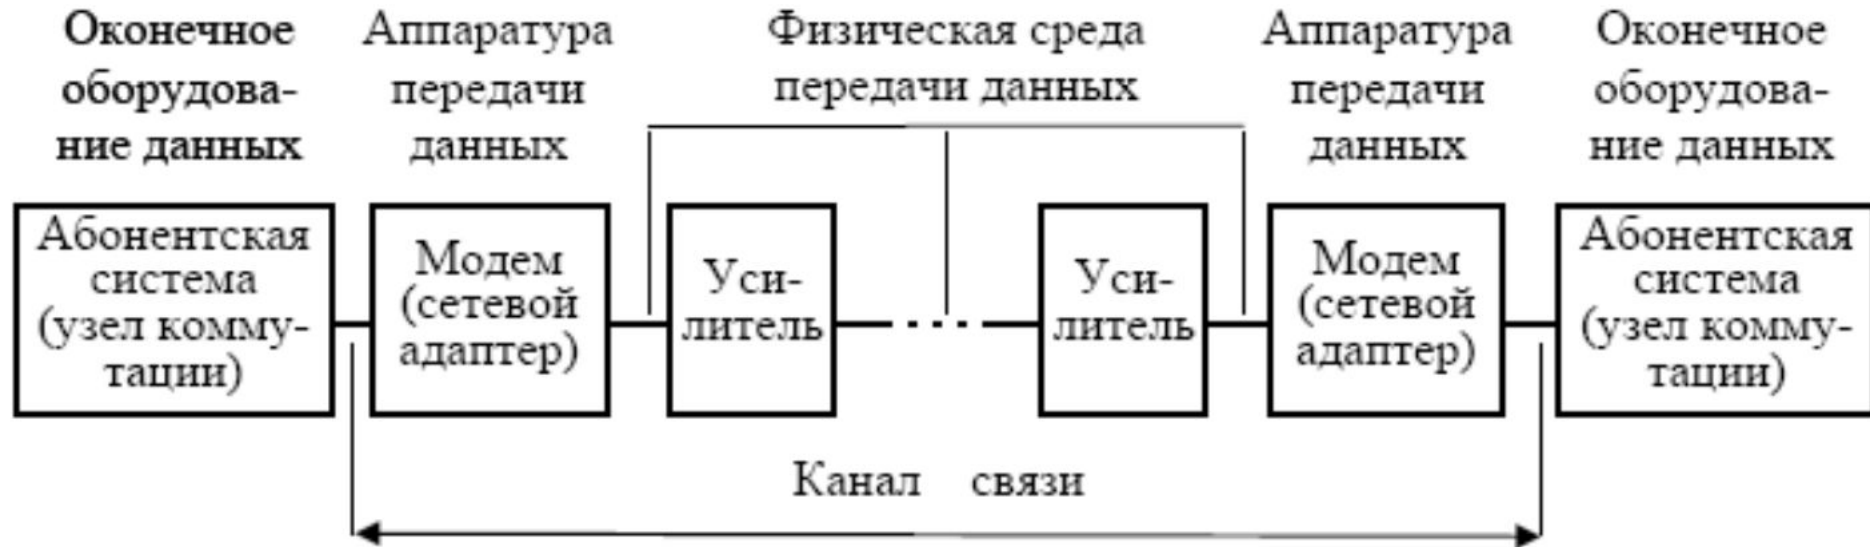 Оконечное
оборудова-
ние данных
Аппаратура
передачи
данных
Физическая среда
передачи данных
Аппаратура
передачи
данных
Оконечное
оборудова-
ние данных
Абонентская
система
(узел комму-
тации)
Модем
(сетевой
адаптер)
Уси-
литель
Уси-
литель
Модем
(сетевой
адаптер)
Абонентская
система
(узел комму-
тации)
Канал связи